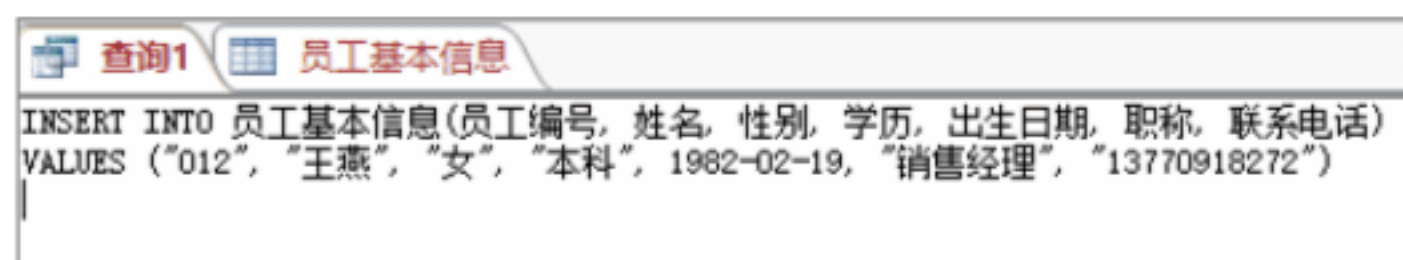 查询1 员工基本信息
INSERT INTO 员工基本信息(员工编号, 姓名, 性别, 学历, 出生日期, 职称, 联系电话)
VALUES ("012", "王燕", "女", "本科", 1982-02-19, "销售经理", "13770918272")